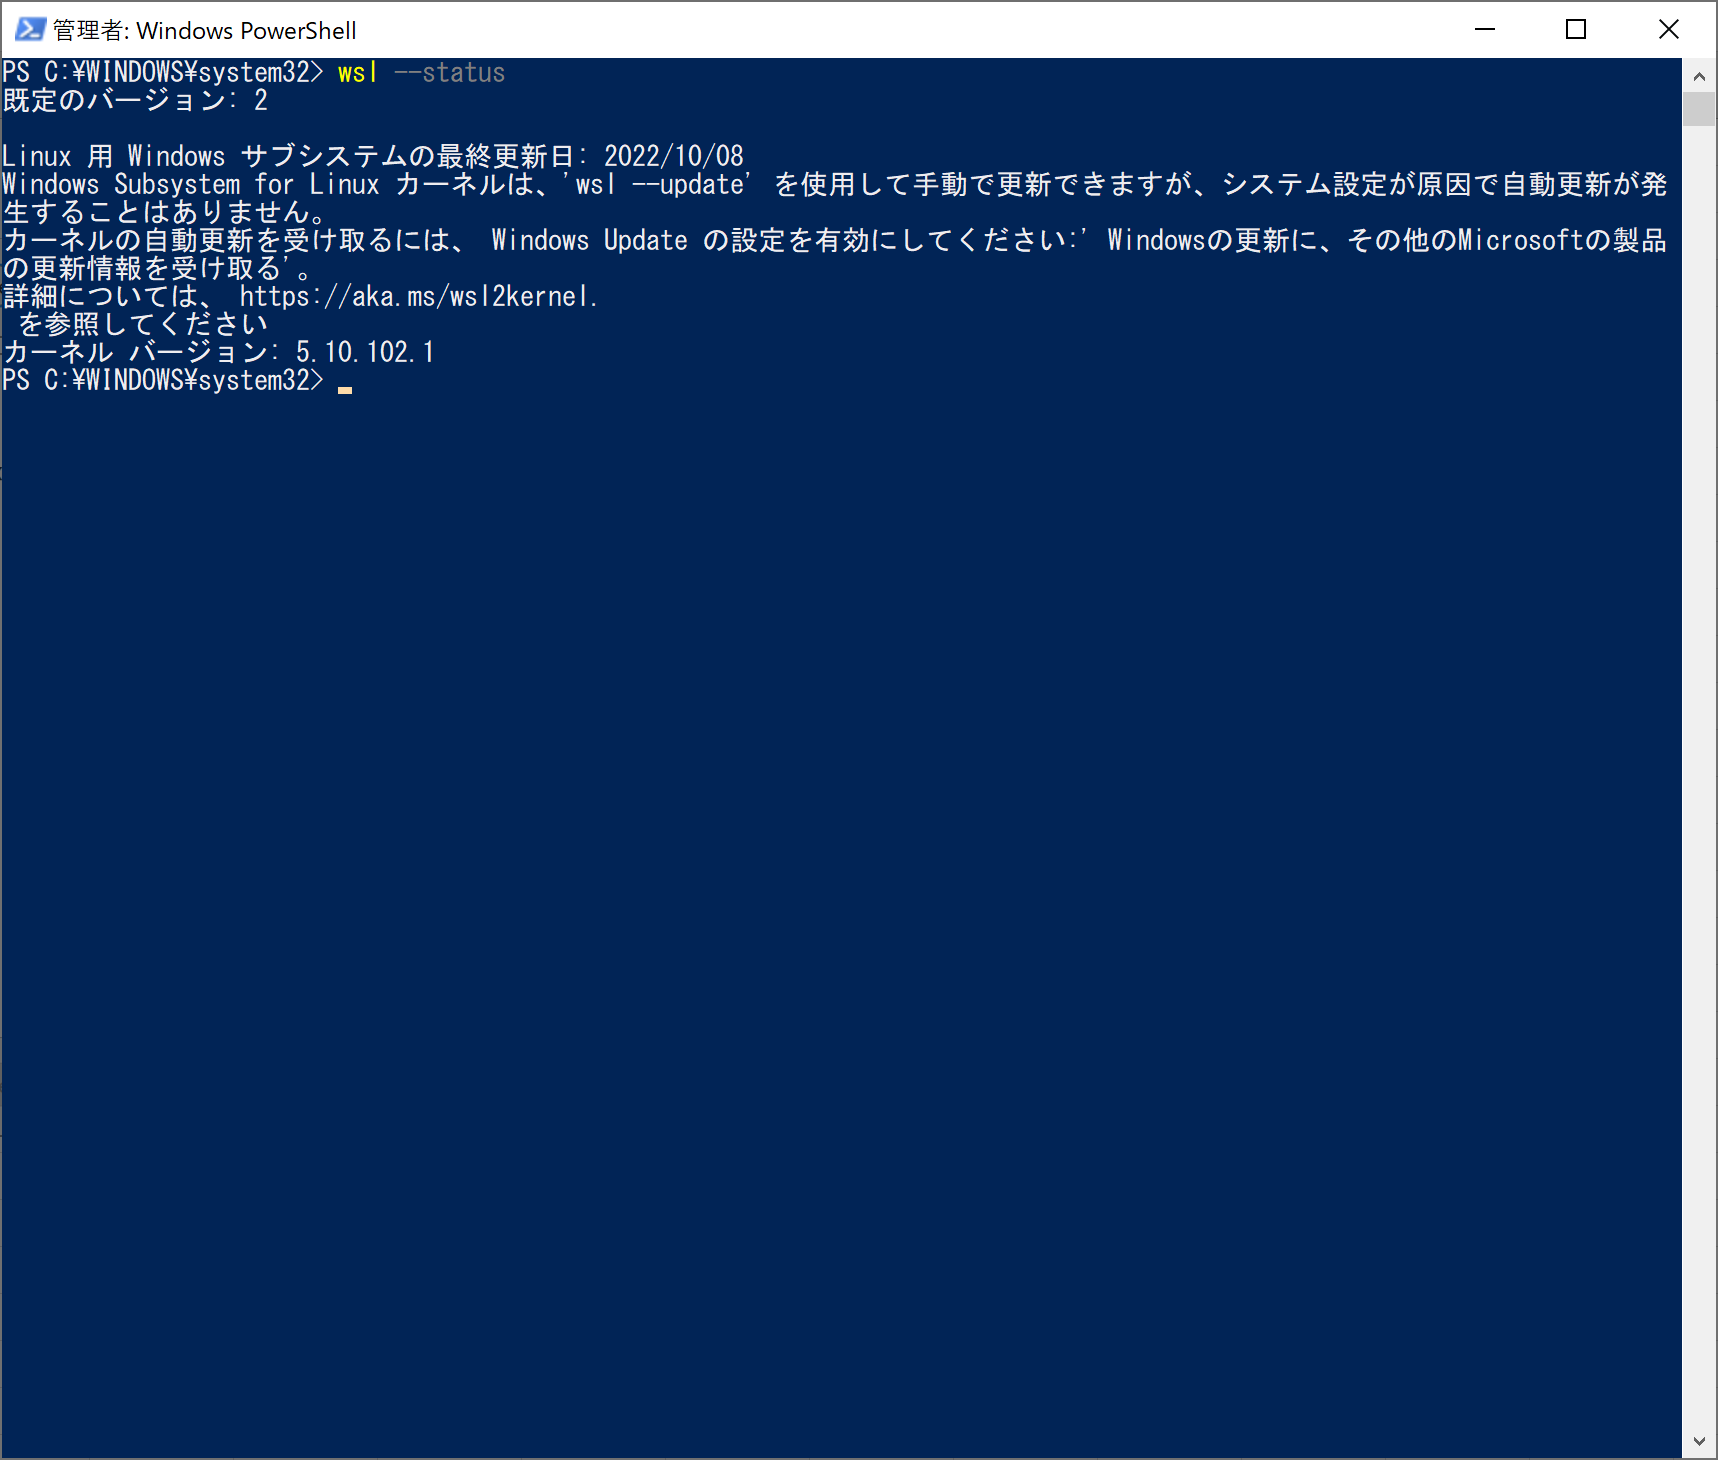 管理者: Windows PowerShell
PS C:¥WINDOWS¥system32> wsl --status
既定のバージョン: 2
Linux 用 Windows サブシステムの最終更新日: 2022/10/08
Windows Subsystem for Linux カーネルは、'wsl --update' を使用して手動で更新できますが、システム設定が原因で自動更新が発
生することはありません。
カーネルの自動更新を受け取るには、 Windows Update の設定を有効にしてください:' Windowsの更新に、その他のMicrosoftの製品
の更新情報を受け取る'。
詳細については、 https://aka.ms/wsl2kernel.
 を参照してください
カーネル バージョン: 5.10.102.1
PS C:¥WINDOWS¥system32>